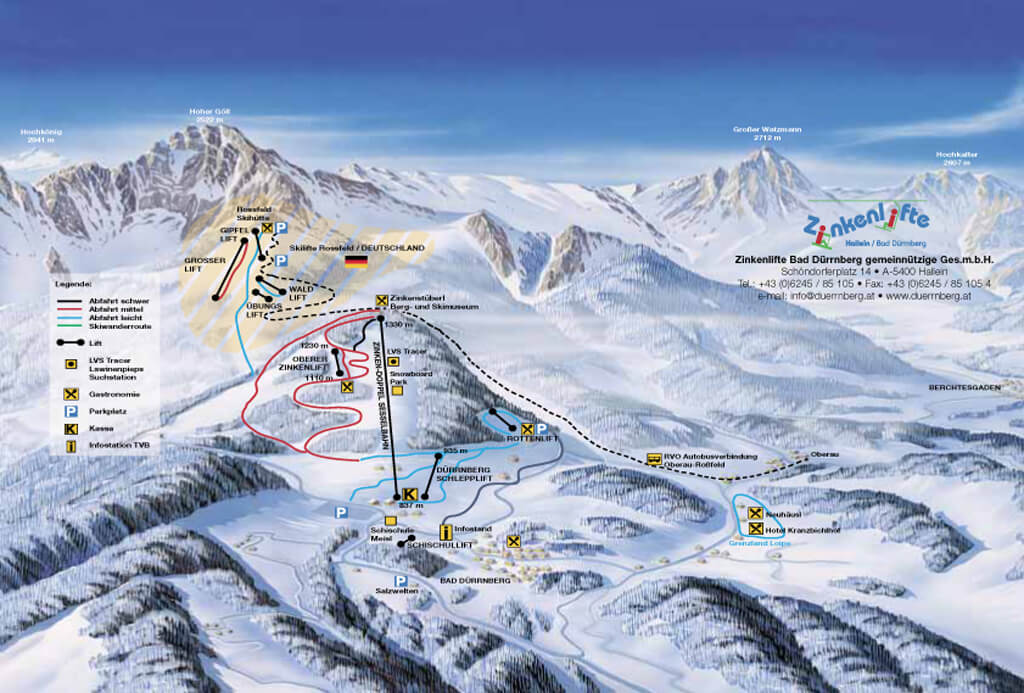 Hochkönig
2941 m
Hoher Göll
2522 m
Großer Watzmann
2712 m
Hochkalter
2607 m
Zinkenlifte
Hallein / Bad Dürrnberg
Zinkenlifte Bad Dürrnberg gemeinnützige Ges.m.b.H.
Schöndorferplatz 14 • A-5400 Hallein
Tel.: +43 (0)6245 / 85 105 • Fax: +43 (0)6245 / 85 105 4
e-mail: info@duerrnberg.at • www.duerrnberg.at
Rossfeld
Skihütte
P
GIPFEL
LIFT
P
Skilifte Rossfeld / DEUTSCHLAND
GROSSER
LIFT
WALD
LIFT
ÜBUNGS
LIFT
Zinkenstüberl
Berg- und Skimuseum
1330 m
Legende:
Abfahrt schwer
Abfahrt mittel
Abfahrt leicht
Skiwanderroute
Lift
LVS Tracer
Lawinenpieps
Suchstation
Gastronomie
P Parkplatz
K Kassa
i Infostation TVB
1230 m
OBERER
ZINKENLIFT
1110 m
ZINKEN-DOPPEL SESSELBAHN
LVS Tracer
Snowboard
Park
BERCHTESGADEN
P
ROTTENLIFT
935 m
DÜRRNBERG
SCHLEPPLIFT
RVO Autobusverbindung
Oberau-Roßfeld
Oberau
K
837 m
P
Schischule
Meisl
i
Infostand
SCHISCHULLIFT
Neuhäusl
Hotel Kranzbichlhof
Grenzland Loipe
P
Salzwelten
BAD DÜRRNBERG